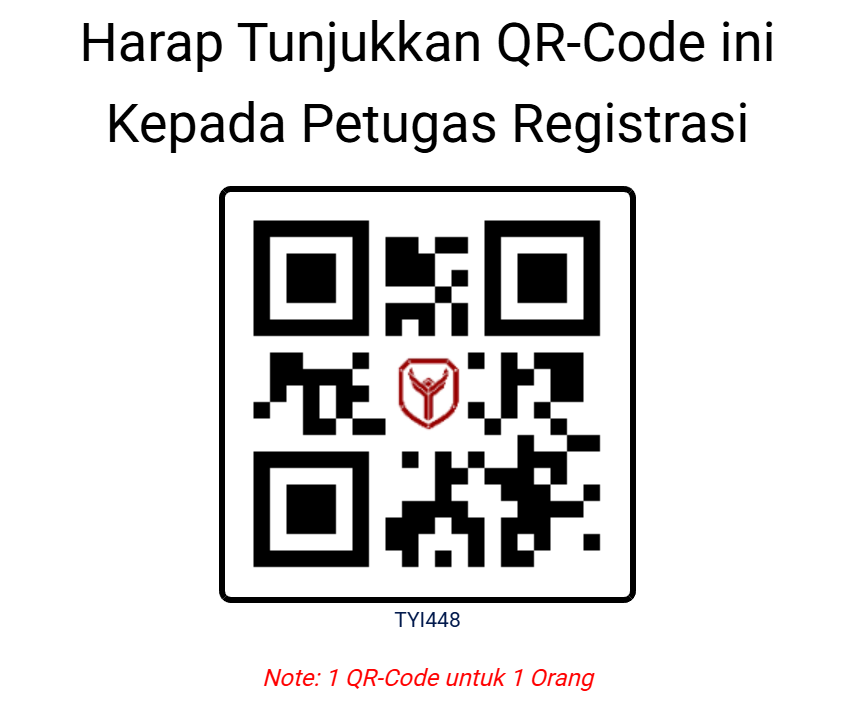 Harap Tunjukkan QR-Code ini
Kepada Petugas Registrasi
TYI448
Note: 1 QR-Code untuk 1 Orang